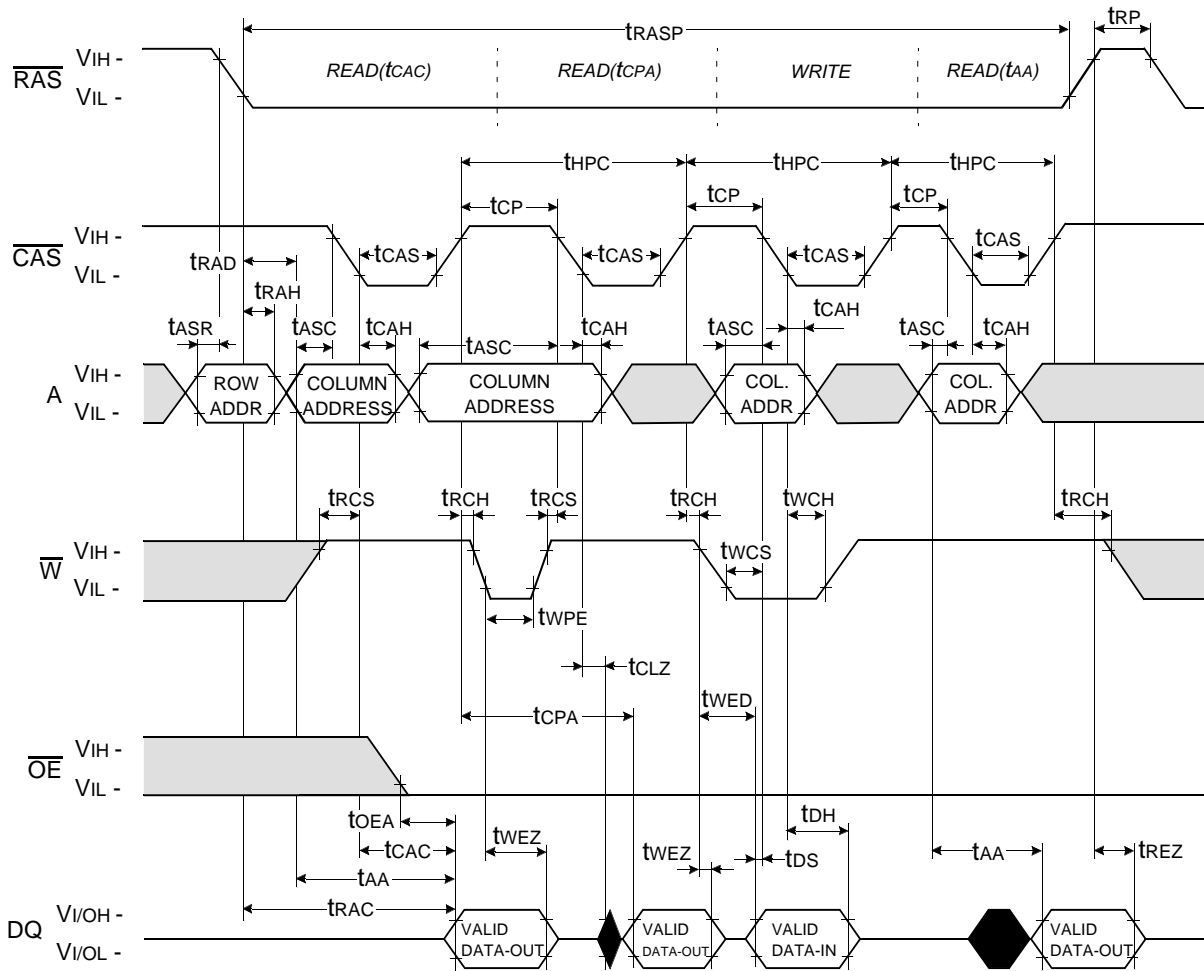 tRASP
tRP
RAS
VIH -
VIL -
READ(tCAC)
READ(tCPA)
WRITE
READ(tAA)
tHPC
tHPC
tHPC
tCP
tCP
tCP
CAS
VIH -
VIL -
tCAS
tCAS
tCAS
tCAS
tRAD
tRAH
tASR
tASC
tCAH
tASC
tCAH
tASC
tCAH
tASC
tCAH
A
VIH -
VIL -
ROW
ADDR
COLUMN
ADDRESS
COLUMN
ADDRESS
COL.
ADDR
COL.
ADDR
tRCS
tRCH
tRCS
tRCH
tWCH
tRCH
W
VIH -
VIL -
tWCS
tWPE
tCLZ
tCPA
tWED
OE
VIH -
VIL -
tOEA
tCAC
tAA
tRAC
tWEZ
tWEZ
tDH
tDS
tAA
tREZ
DQ
VI/OH -
VI/OL -
VALID
DATA-OUT
VALID
DATA-OUT
VALID
DATA-IN
VALID
DATA-OUT